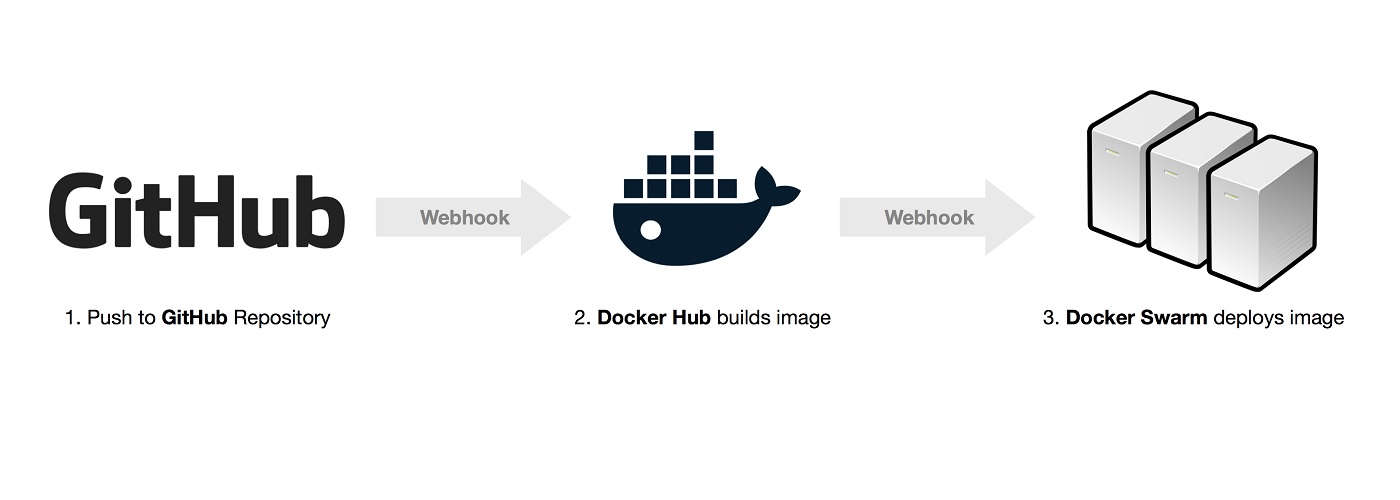 GitHub
Webhook
Webhook
1. Push to GitHub Repository
2. Docker Hub builds image
3. Docker Swarm deploys image